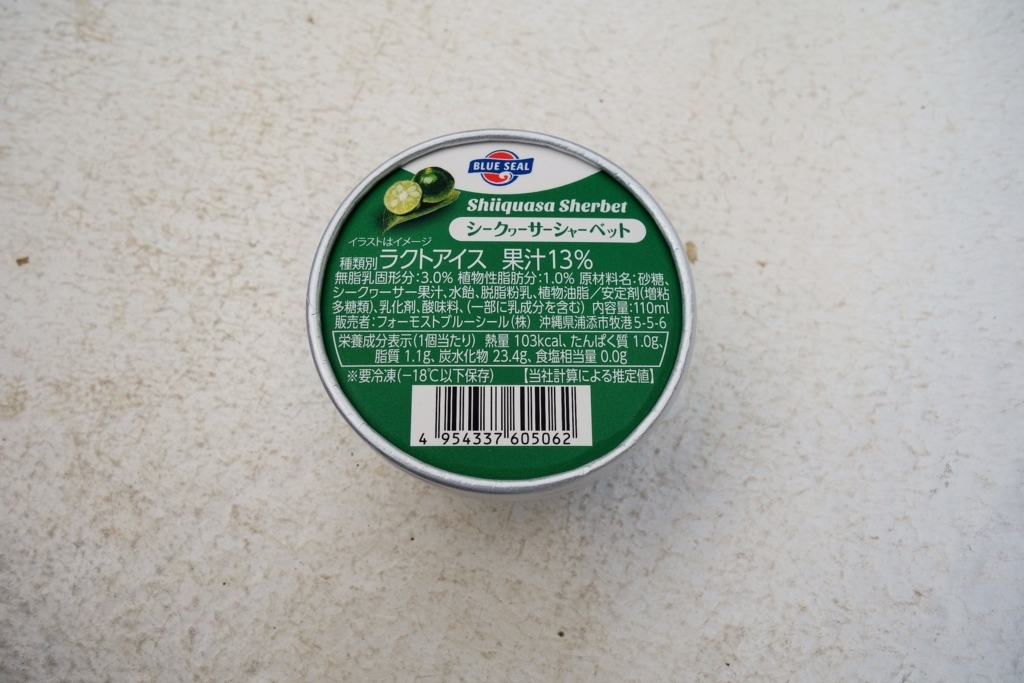 BLUE SEAL
Shiiquasa Sherbet
シークヮーサーシャーベット
イラストはイメージ
種類別ラクトアイス 果汁13%
無脂乳固形分:3.0% 植物性脂肪分:1.0% 原材料名:砂糖、
シークヮーサー果汁、水飴、脱脂粉乳、植物油脂/安定剤(増粘
多糖類)、乳化剤、酸味料、(一部に乳成分を含む) 内容量:110ml
販売者:フォーモストブルーシール(株) 沖縄県浦添市牧港5-5-6
栄養成分表示(1個当たり) 熱量 103kcal、たんぱく質 1.0g、
脂質 1.1g、炭水化物 23.4g、食塩相当量 0.0g
※要冷凍(−18℃以下保存) 【当社計算による推定値】
4 954337 605062